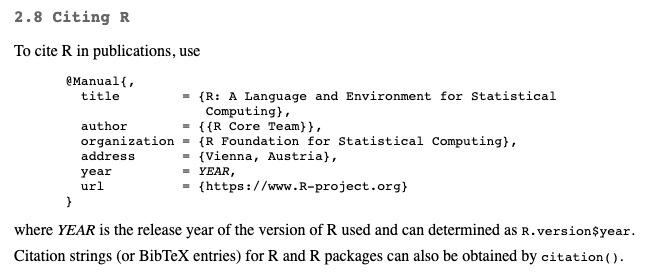 2.8 Citing R
To cite R in publications, use
@Manual{,
title = {R: A Language and Environment for Statistical
Computing},
author = {{R Core Team}},
organization = {R Foundation for Statistical Computing},
address = {Vienna, Austria},
year = YEAR,
url = {https://www.R-project.org}
}
where YEAR is the release year of the version of R used and can determined as R.version$year.
Citation strings (or BibTeX entries) for R and R packages can also be obtained by citation().